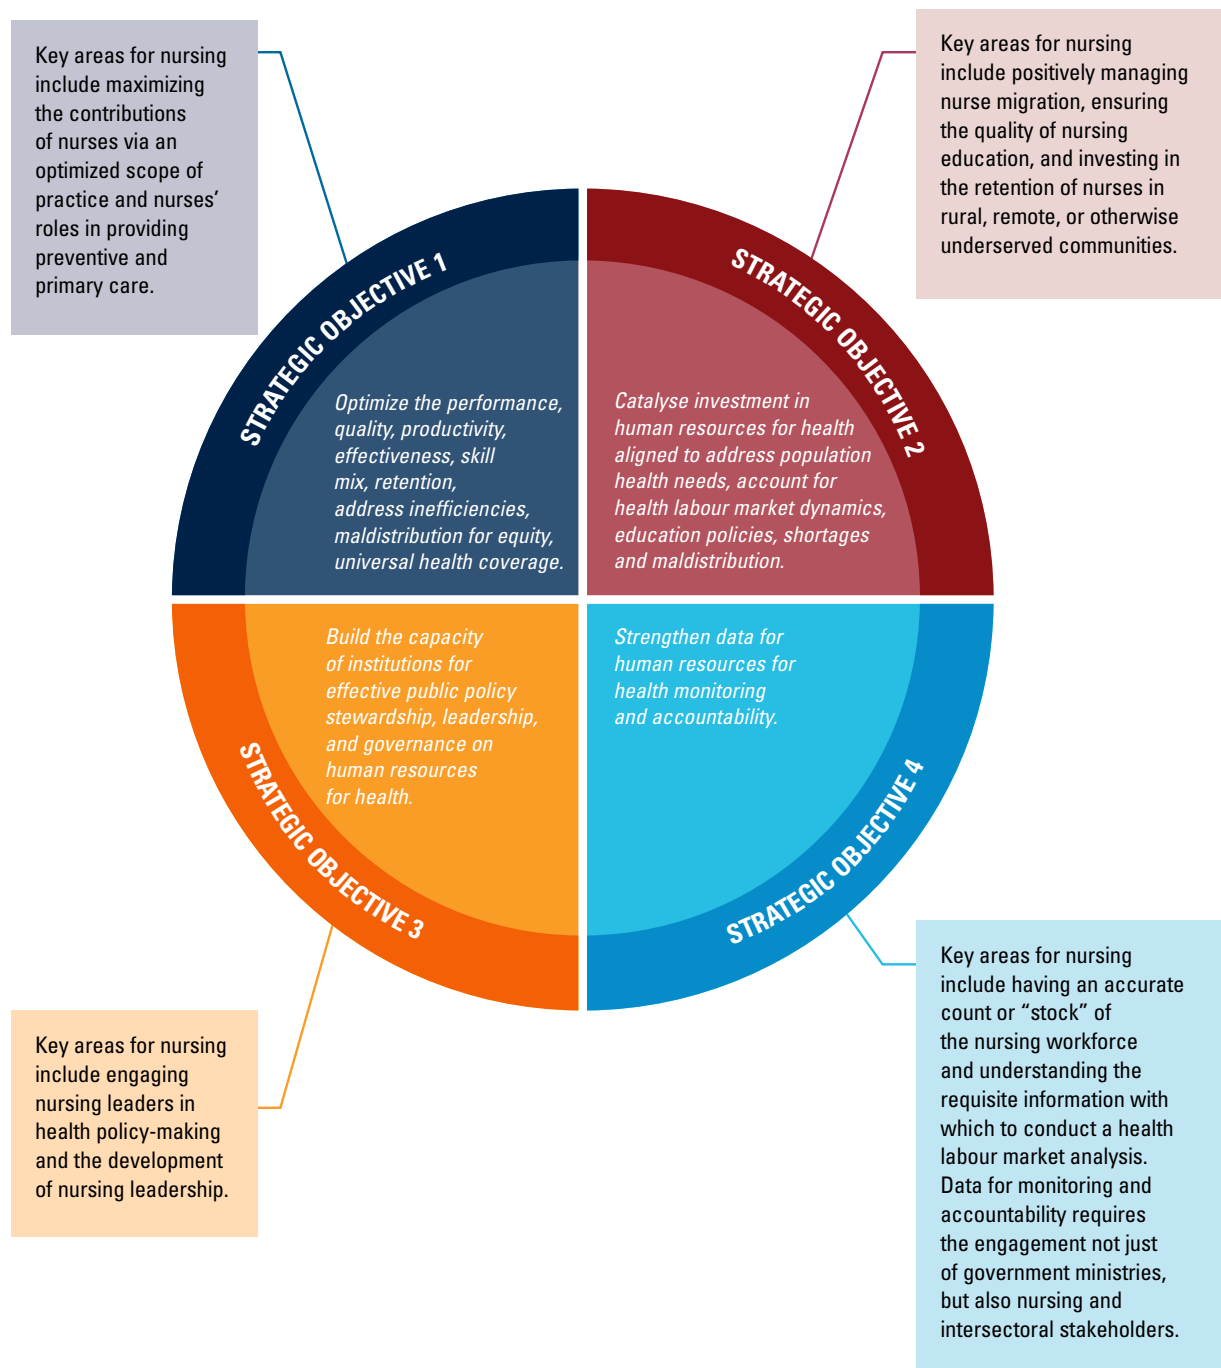 Key areas for nursing
include maximizing
the contributions
of nurses via an
optimized scope of
practice and nurses’
roles in providing
preventive and
primary care.
Key areas for nursing
include positively managing
nurse migration, ensuring
the quality of nursing
education, and investing in
the retention of nurses in
rural, remote, or otherwise
underserved communities.
STRATEGIC OBJECTIVE 1
Optimize the performance,
quality, productivity,
effectiveness, skill
mix, retention,
address inefficiencies,
maldistribution for equity,
universal health coverage.
STRATEGIC OBJECTIVE 2
Catalyse investment in
human resources for health
aligned to address population
health needs, account for
health labour market dynamics,
education policies, shortages
and maldistribution.
STRATEGIC OBJECTIVE 3
Build the capacity
of institutions for
effective public policy
stewardship, leadership,
and governance on
human resources
for health.
STRATEGIC OBJECTIVE 4
Strengthen data for
human resources for
health monitoring
and accountability.
Key areas for nursing
include engaging
nursing leaders in
health policy-making
and the development
of nursing leadership.
Key areas for nursing
include having an accurate
count or “stock” of
the nursing workforce
and understanding the
requisite information with
which to conduct a health
labour market analysis.
Data for monitoring and
accountability requires
the engagement not just
of government ministries,
but also nursing and
intersectoral stakeholders.